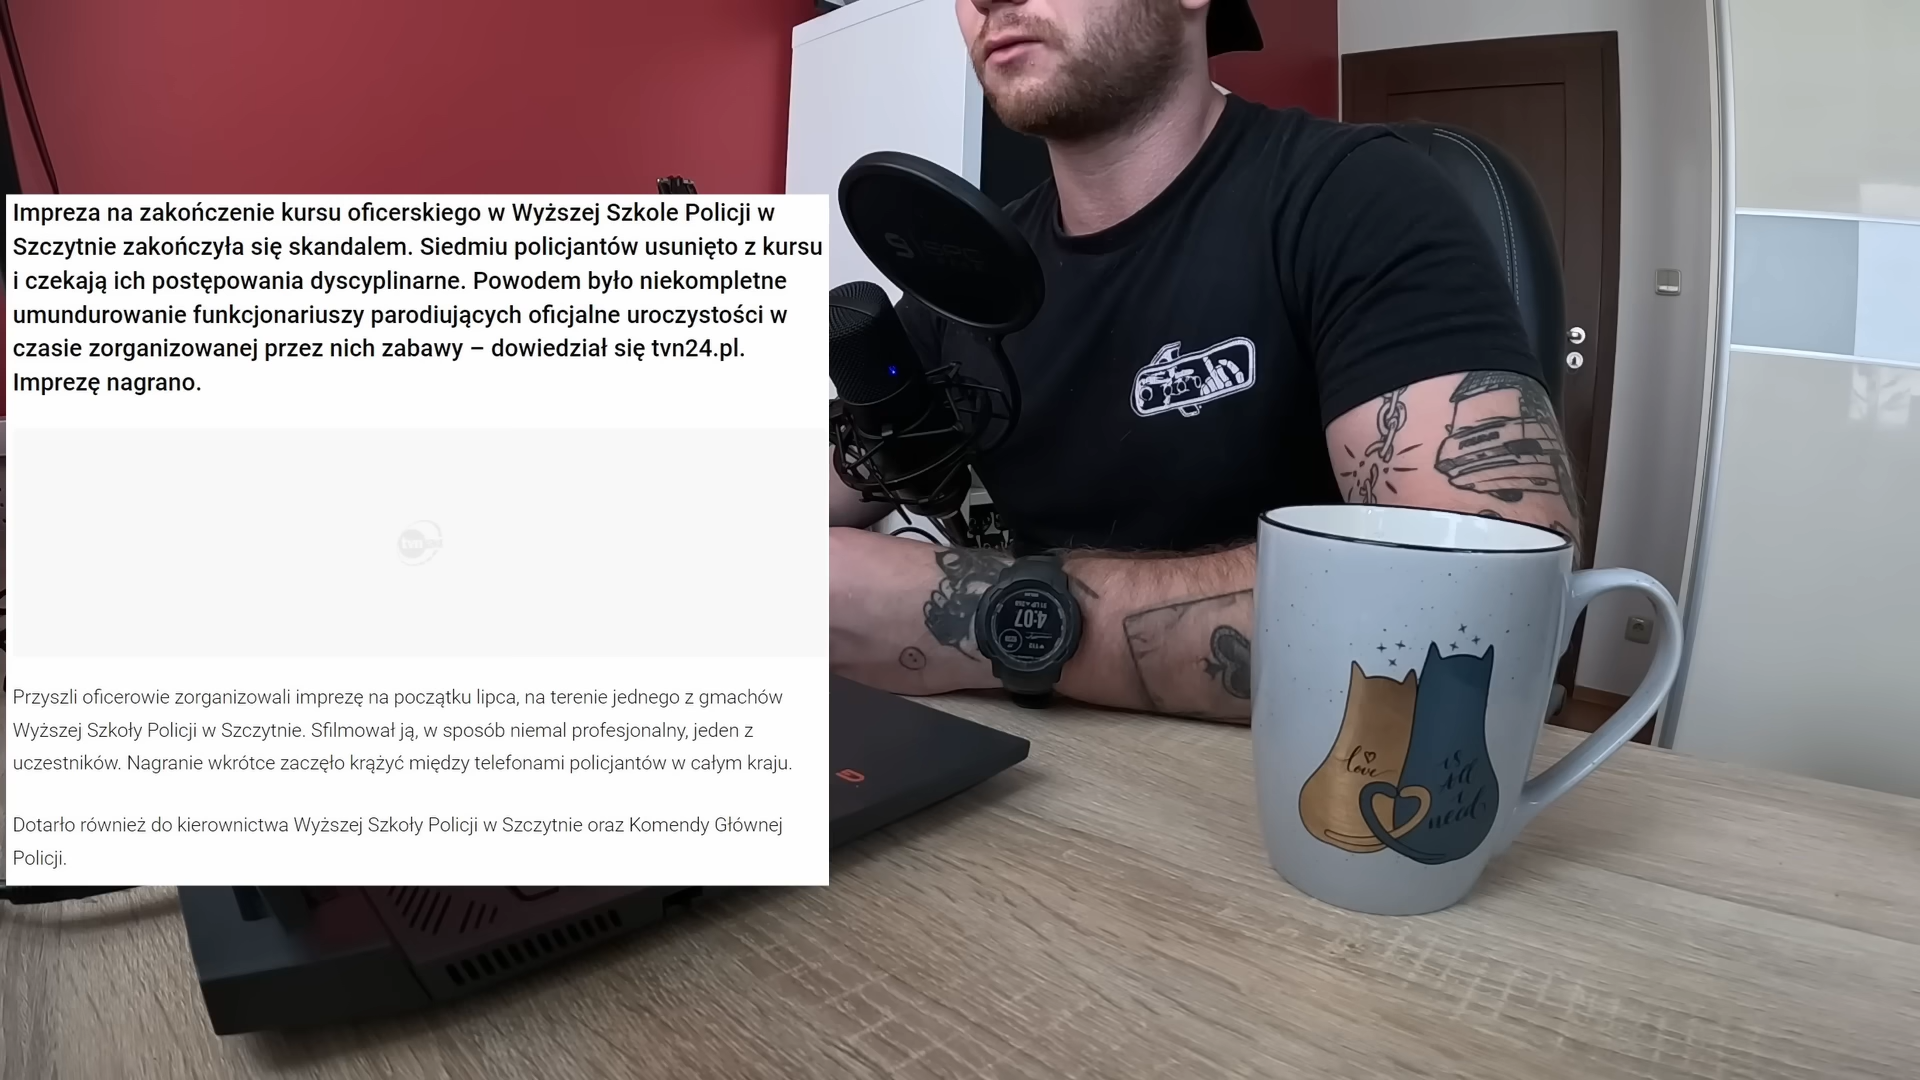 Impreza na zakończenie kursu oficerskiego w Wyższej Szkole Policji w
Szczytnie zakończyła się skandalem. Siedmiu policjantów usunięto z kursu
i czekają ich postępowania dyscyplinarne. Powodem było niekompletne
umundurowanie funkcjonariuszy parodiujących oficjalne uroczystości w
czasie zorganizowanej przez nich zabawy – dowiedział się tvn24.pl.
Imprezę nagrano.
Przyszli oficerowie zorganizowali imprezę na początku lipca, na terenie jednego z gmachów
Wyższej Szkoły Policji w Szczytnie. Sfilmował ją, w sposób niemal profesjonalny, jeden z
uczestników. Nagranie wkrótce zaczęło krążyć między telefonami policjantów w całym kraju.
Dotarło również do kierownictwa Wyższej Szkoły Policji w Szczytnie oraz Komendy Głównej
Policji.
4:07
love
is
All
need